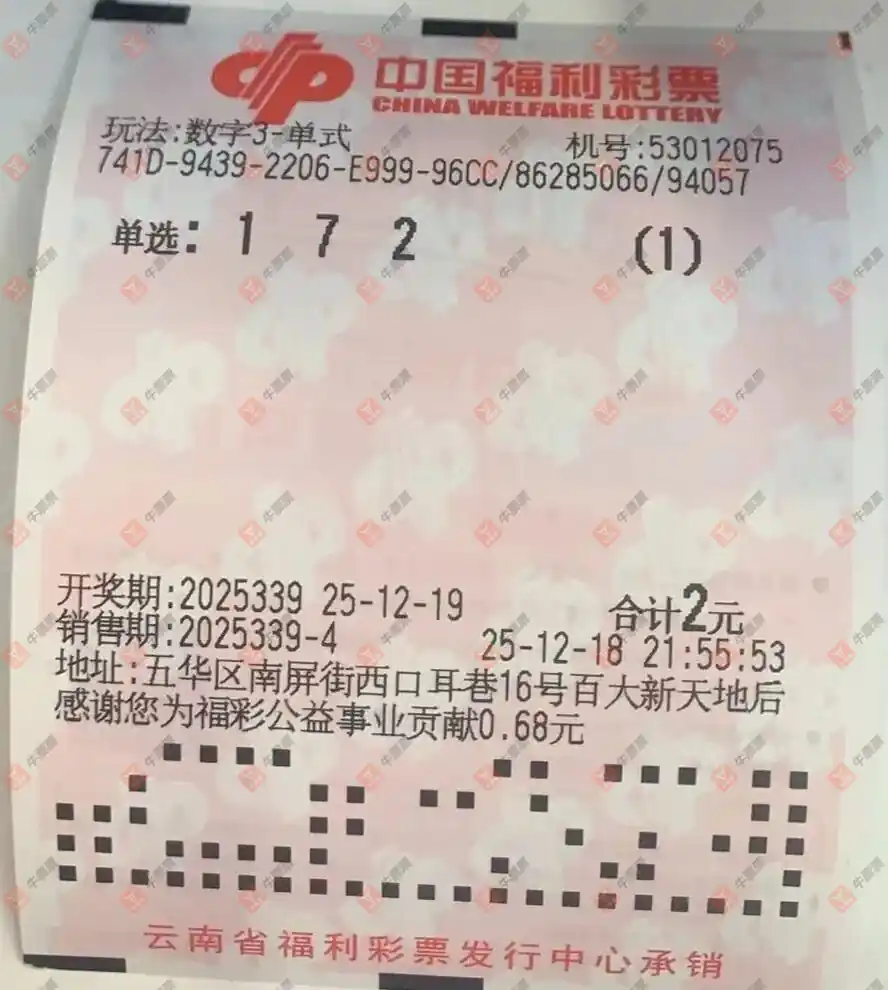 中国福利彩票
CHINA WELFARE LOTTERY
玩法:数字3-单式 机号:53012075
741D-9439-2206-E999-96CC/86285066/94057
单选: 1 7 2 (1)
开奖期:2025339 25-12-19 合计2元
销售期:2025339-4 25-12-18 21:55:53
地址:五华区南屏街西口耳巷16号百大新天地后
感谢您为福彩公益事业贡献0.68元
云南省福利彩票发行中心承销